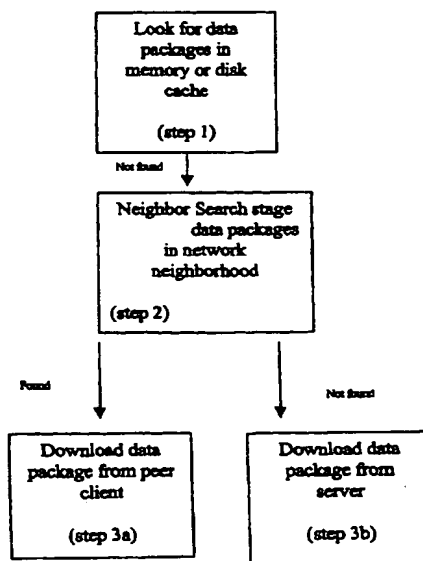 Look for data
packages in
memory or disk
cache
(step 1)
Not found
Neighbor Search stage
data packages
in network
neighborhood
(step 2)
Found
Not found
Download data
package from peer
client
(step 3a)
Download data
package from
server
(step 3b)